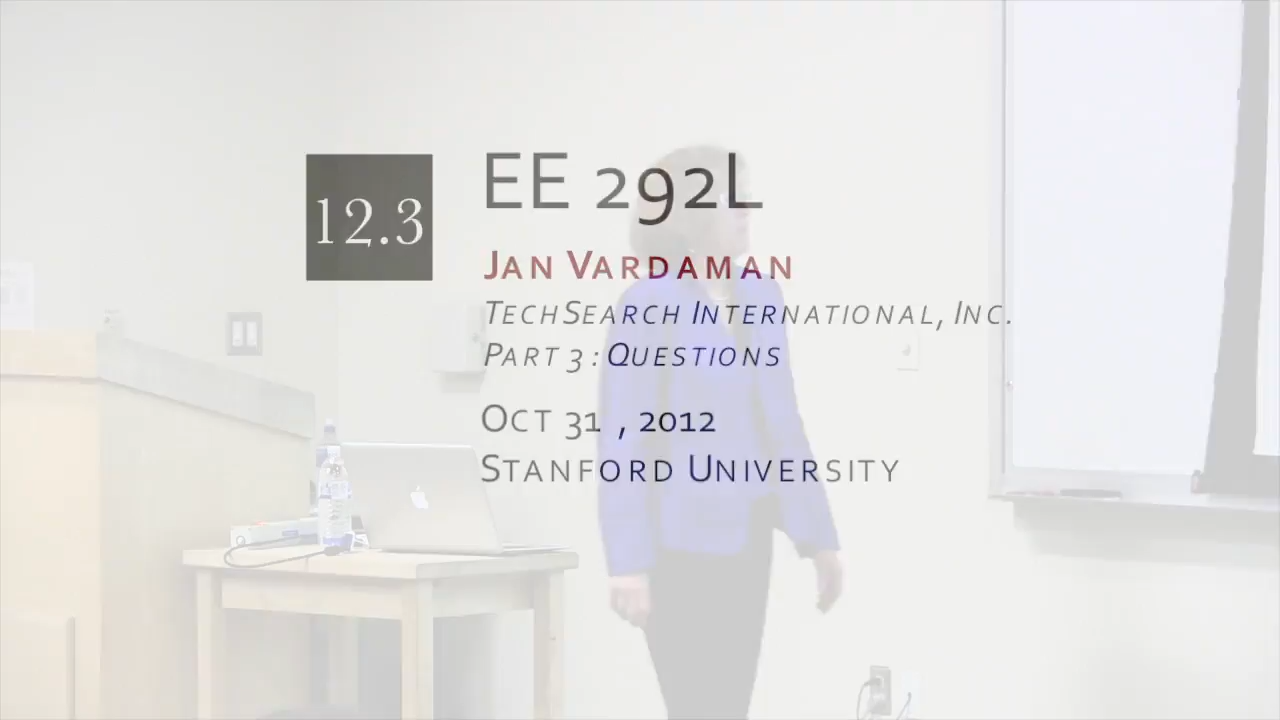 12.3
EE 292L
JAN VARDAMAN
TECHSEARCH INTERNATIONAL, INC.
PART 3 : QUESTIONS
OCT 31 , 2012
STANFORD UNIVERSITY